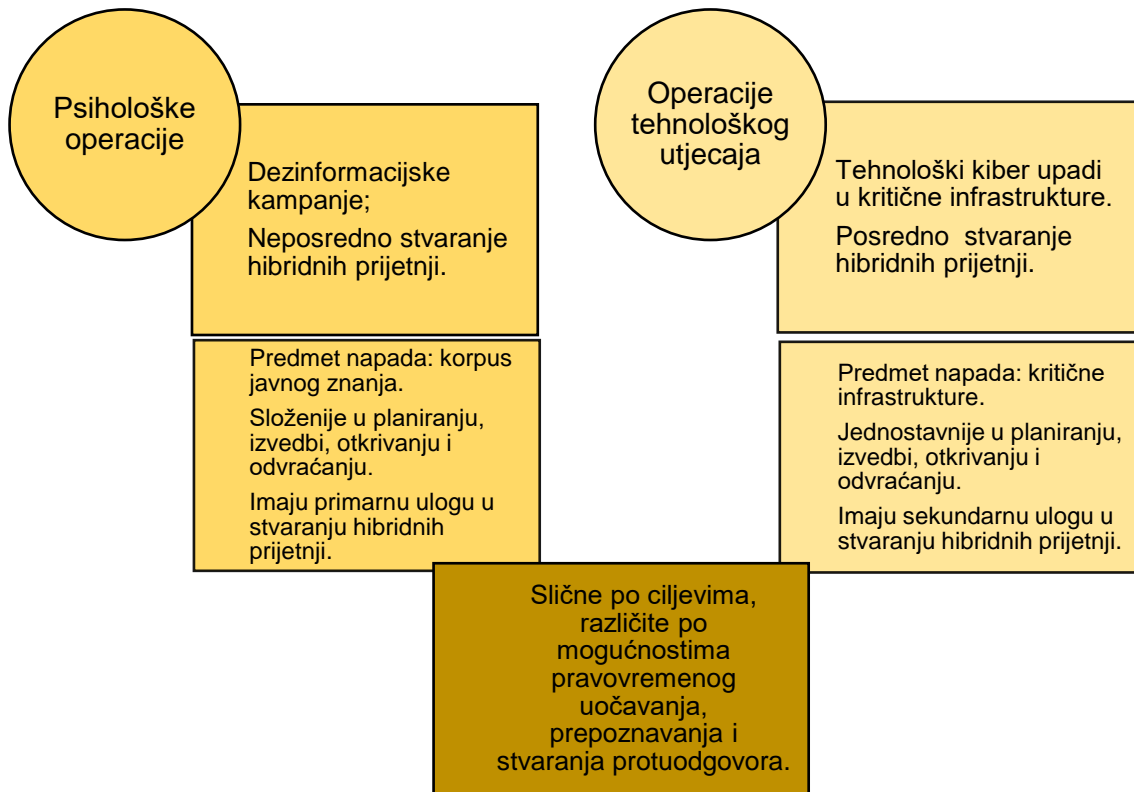 Psihološke
operacije
Dezinformacijske
kampanje;
Neposredno stvaranje
hibridnih prijetnji.
Predmet napada: korpus
javnog znanja.
Složenije u planiranju,
izvedbi, otkrivanju i
odvraćanju.
Imaju primarnu ulogu u
stvaranju hibridnih
prijetnji.
Operacije
tehnološkog
utjecaja
Tehnološki kiber upadi
u kritične infrastrukture.
Posredno stvaranje
hibridnih prijetnji.
Predmet napada: kritične
infrastrukture.
Jednostavnije u planiranju,
izvedbi, otkrivanju i
odvraćanju.
Imaju sekundarnu ulogu u
stvaranju hibridnih prijetnji.
Slične po ciljevima,
različite po
mogućnostima
pravovremenog
uočavanja,
prepoznavanja i
stvaranja protuodgovora.